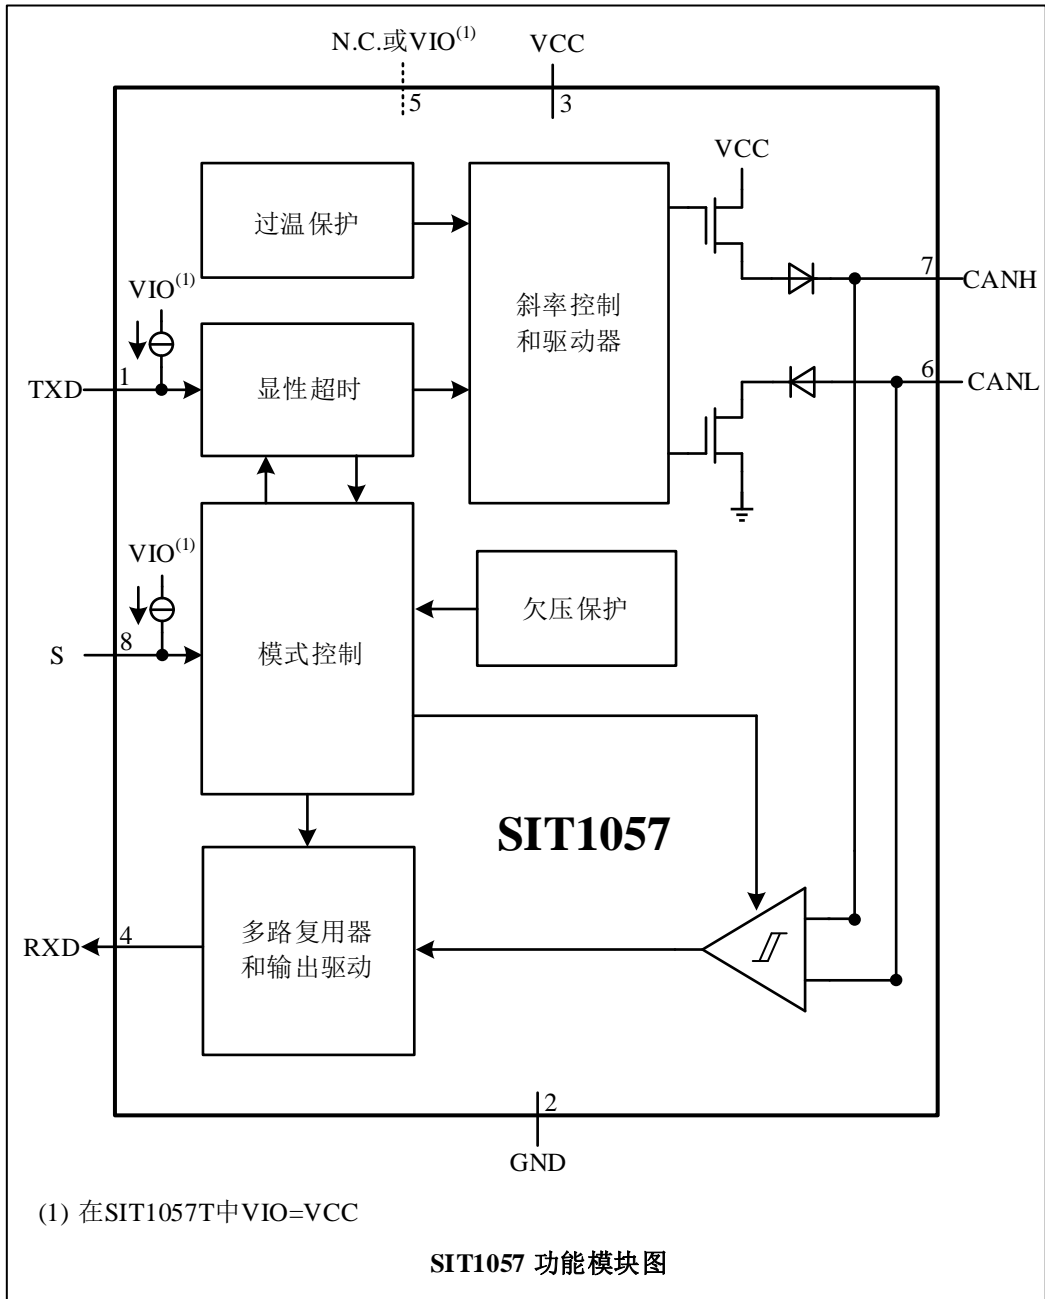 N.C.或VIO(1)
VCC
5
3
VCC
过温保护
斜率控制
和驱动器
7
CANH
VIO(1)
TXD
1
显性超时
6
CANL
VIO(1)
S
8
模式控制
欠压保护
SIT1057
RXD
4
多路复用器
和输出驱动
2
GND
(1) 在SIT1057T中VIO=VCC
SIT1057 功能模块图